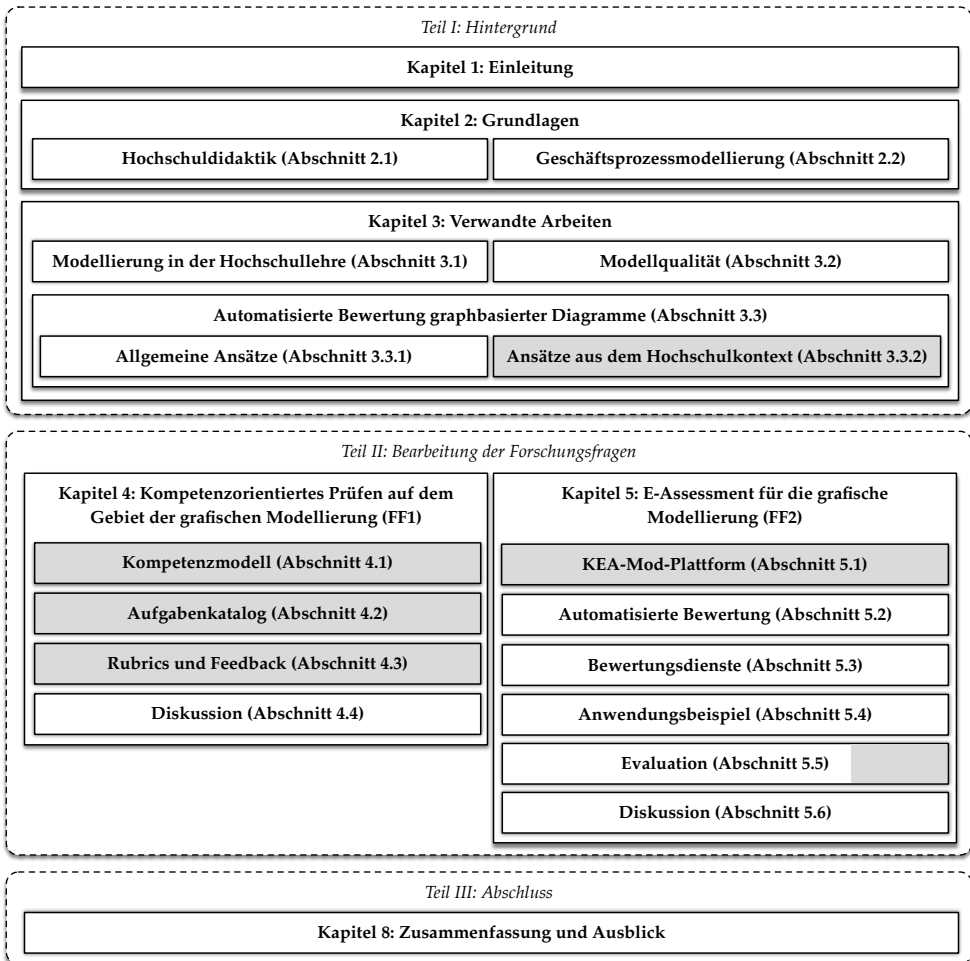 Teil I: Hintergrund
Kapitel 1: Einleitung
Kapitel 2: Grundlagen
Hochschuldidaktik (Abschnitt 2.1)
Geschäftsprozessmodellierung (Abschnitt 2.2)
Kapitel 3: Verwandte Arbeiten
Modellierung in der Hochschullehre (Abschnitt 3.1)
Modellqualität (Abschnitt 3.2)
Automatisierte Bewertung graphbasierter Diagramme (Abschnitt 3.3)
Allgemeine Ansätze (Abschnitt 3.3.1)
Ansätze aus dem Hochschulkontext (Abschnitt 3.3.2)
Teil II: Bearbeitung der Forschungsfragen
Kapitel 4: Kompetenzorientiertes Prüfen auf dem
Gebiet der grafischen Modellierung (FF1)
Kompetenzmodell (Abschnitt 4.1)
Aufgabenkatalog (Abschnitt 4.2)
Rubrics und Feedback (Abschnitt 4.3)
Diskussion (Abschnitt 4.4)
Kapitel 5: E-Assessment für die grafische
Modellierung (FF2)
KEA-Mod-Plattform (Abschnitt 5.1)
Automatisierte Bewertung (Abschnitt 5.2)
Bewertungsdienste (Abschnitt 5.3)
Anwendungsbeispiel (Abschnitt 5.4)
Evaluation (Abschnitt 5.5)
Diskussion (Abschnitt 5.6)
Teil III: Abschluss
Kapitel 8: Zusammenfassung und Ausblick